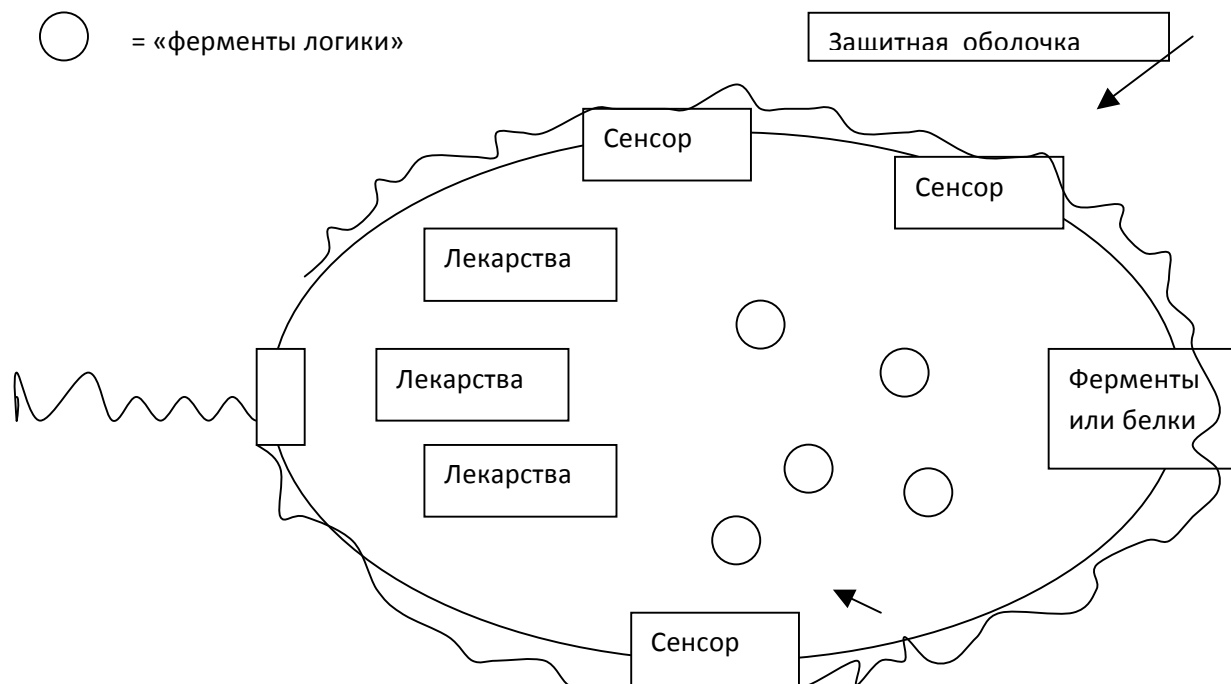 = «ферменты логики»
Защитная оболочка
Сенсор
Сенсор
Лекарства
Лекарства
Ферменты
или белки
Лекарства
Сенсор